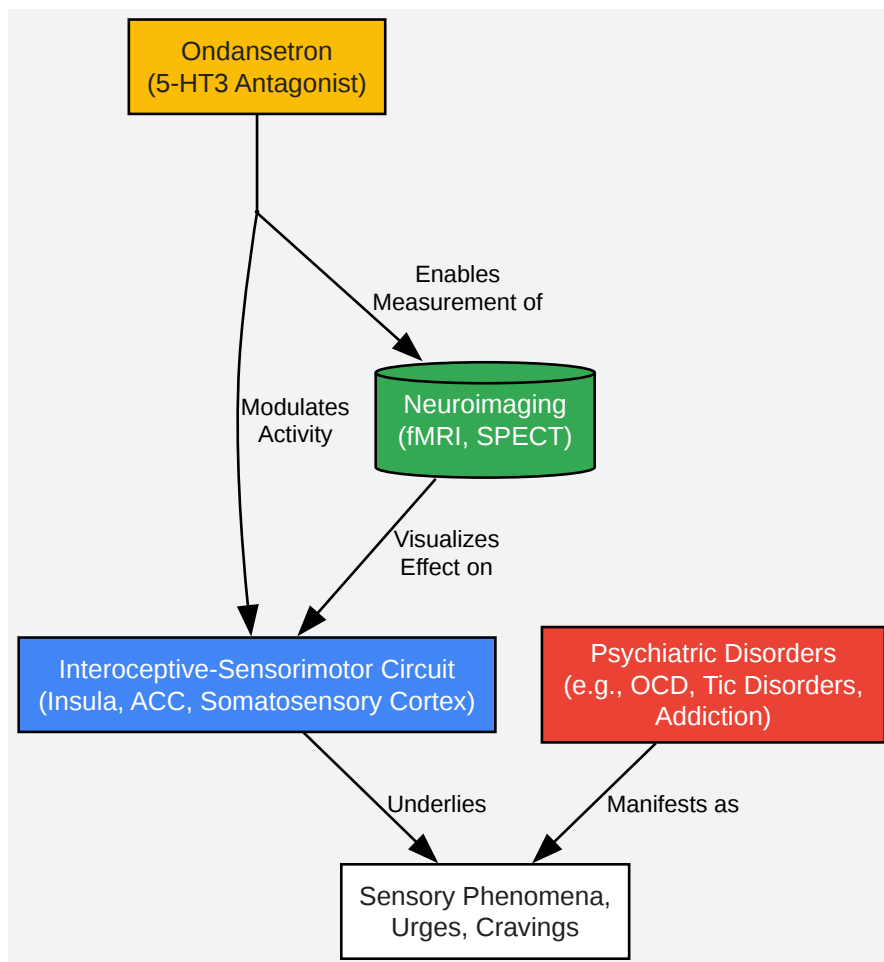 Ondansetron
(5-HT3 Antagonist)
Enables
Measurement of
Modulates
Activity
Neuroimaging
(fMRI, SPECT)
Visualizes
Effect on
Interoceptive-Sensorimotor Circuit
(Insula, ACC, Somatosensory Cortex)
Psychiatric Disorders
(e.g., OCD, Tic Disorders,
Addiction)
Underlies
Manifests as
Sensory Phenomena,
Urges, Cravings